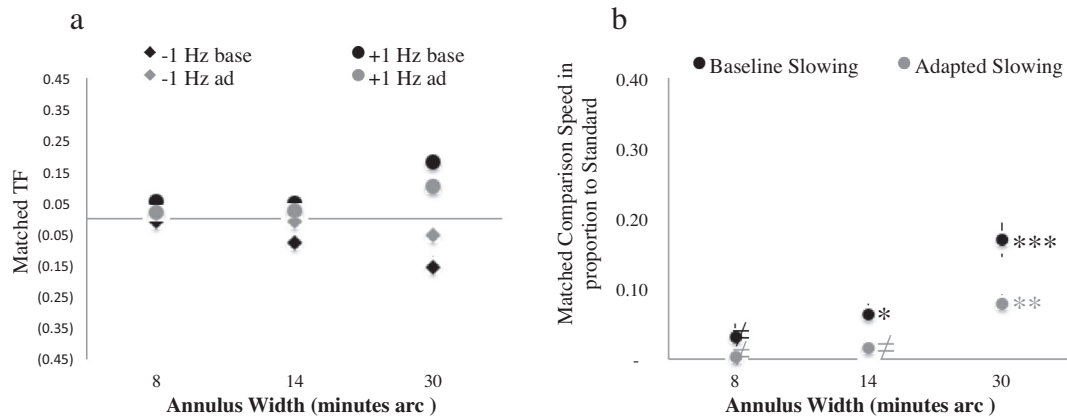 a
-1 Hz base
+1 Hz base
-1 Hz ad
+1 Hz ad
Matched TF
0.45
0.35
0.25
0.15
0.05
(0.05)
(0.15)
(0.25)
(0.35)
(0.45)
8
14
30
Annulus Width (minutes arc )
b
Baseline Slowing
Adapted Slowing
Matched Comparison Speed in
proportion to Standard
0.40
0.30
0.20
0.10
-
≠
≠
*
≠
***
**
8
14
30
Annulus Width (minutes arc )